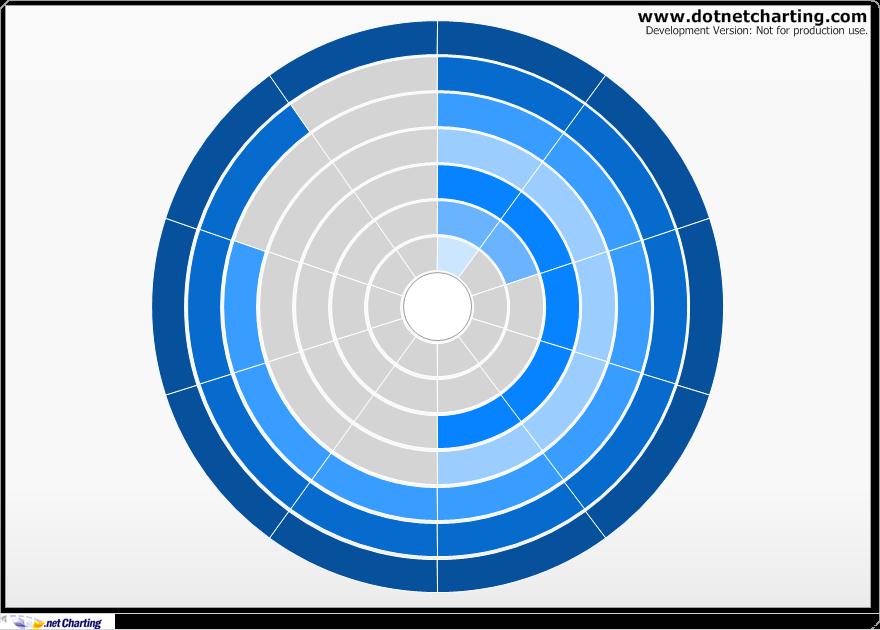 www.dotnetcharting.com
Development Version: Not for production use.
.net Charting